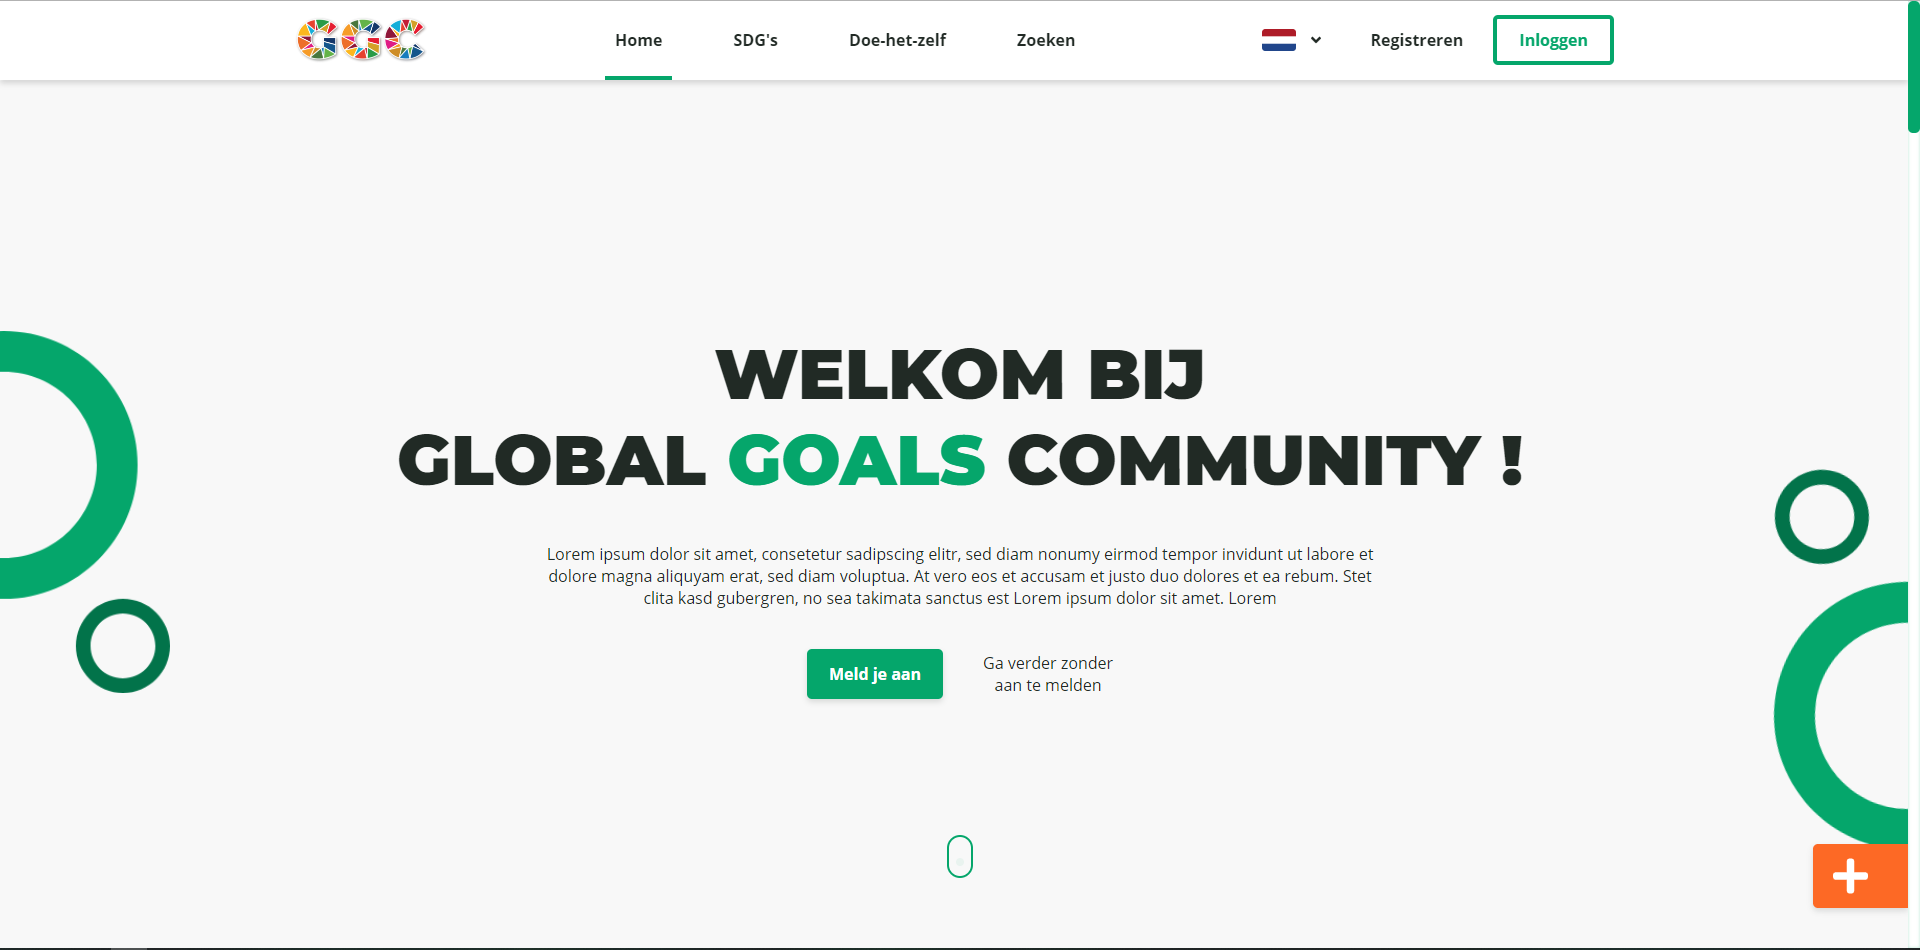 GGC
Home
SDG's
Doe-het-zelf
Zoeken
Registreren
Inloggen
WELKOM BIJ
GLOBAL GOALS COMMUNITY !
Lorem ipsum dolor sit amet, consetetur sadipscing elitr, sed diam nonumy eirmod tempor invidunt ut labore et
dolore magna aliquyam erat, sed diam voluptua. At vero eos et accusam et justo duo dolores et ea rebum. Stet
clita kasd gubergren, no sea takimata sanctus est Lorem ipsum dolor sit amet. Lorem
Meld je aan
Ga verder zonder
aan te melden